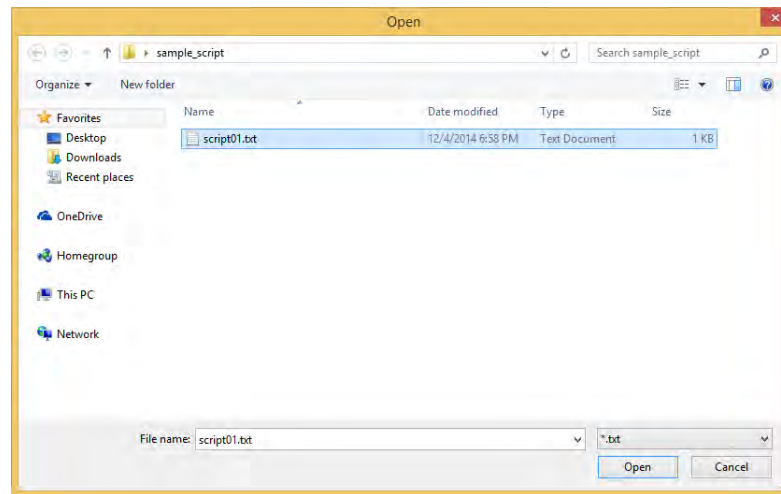 Open
sample_script
Search sample_script
Organize
New folder
Name
Date modified
Type
Size
Favorites
script01.txt
12/4/2014 6:58 PM
Text Document
1 KB
Desktop
Downloads
Recent places
OneDrive
Homegroup
This PC
Network
File name:
script01.txt
*.txt
Open
Cancel